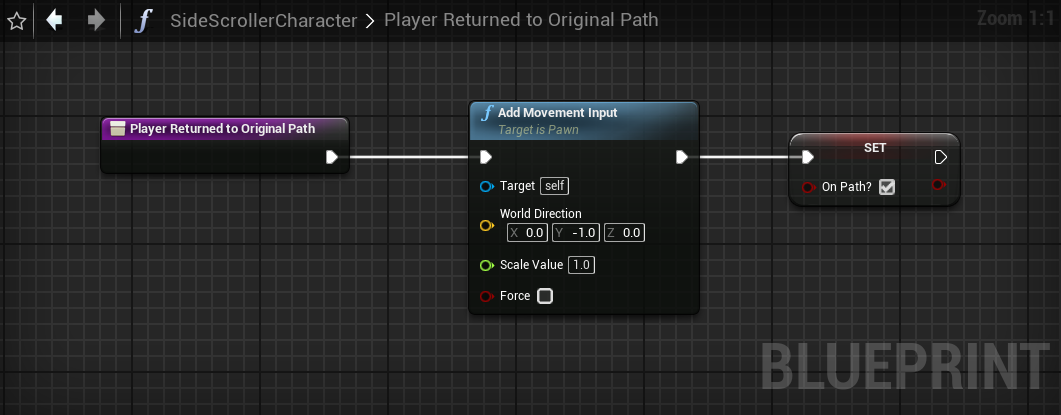 SideScrollerCharacter > Player Returned to Original Path
Zoom 1:1
Player Returned to Original Path
f Add Movement Input
Target is Pawn
Target self
World Direction
X 0.0 Y -1.0 Z 0.0
Scale Value 1.0
Force
SET
On Path?
BLUEPRINT